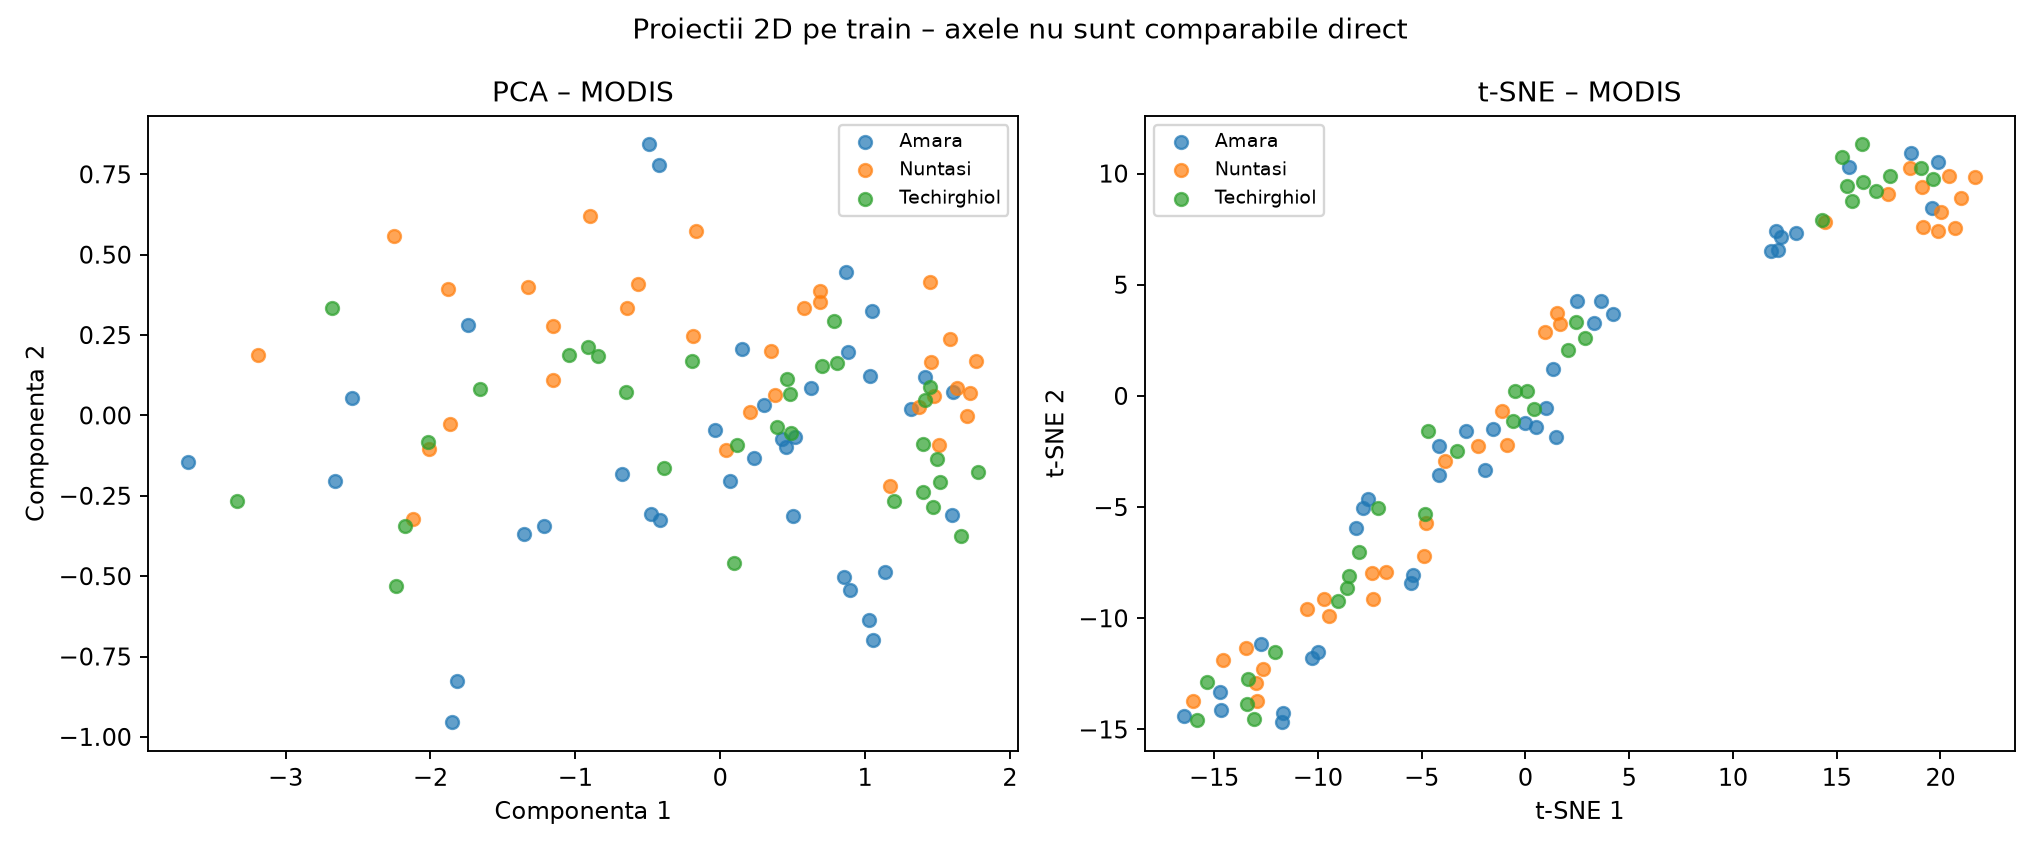 Proiectii 2D pe train – axele nu sunt comparabile direct
PCA – MODIS
Amara
Nuntasi
Techirghiol
0.75
0.50
0.25
0.00
−0.25
−0.50
−0.75
−1.00
Componenta 2
−3
−2
−1
0
1
2
Componenta 1
t-SNE – MODIS
Amara
Nuntasi
Techirghiol
10
5
0
−5
−10
−15
t-SNE 2
−15
−10
−5
0
5
10
15
20
t-SNE 1